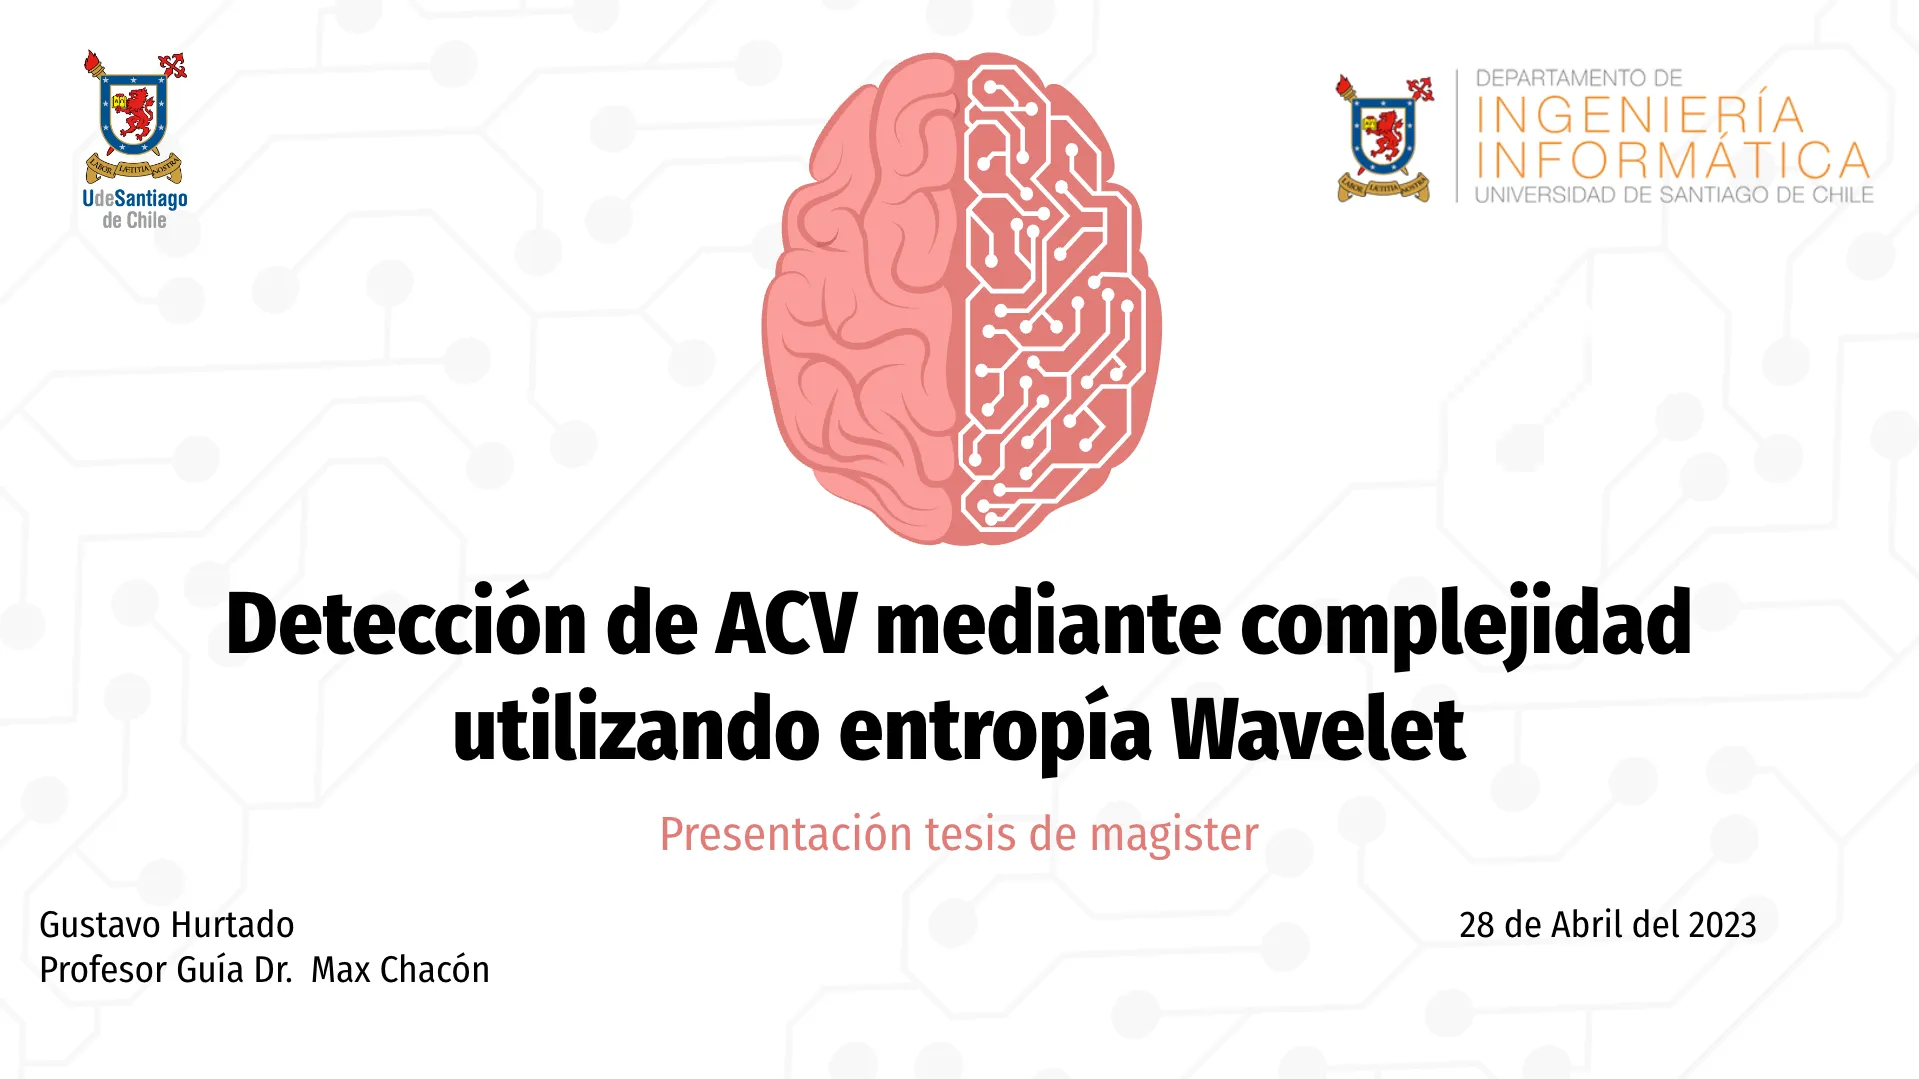 LABOR LÆTITIA NOSTRA
UdeSantiago
de Chile
LABOR LÆTITIA NOSTRA
DEPARTAMENTO DE
INGENIERÍA
INFORMÁTICA
UNIVERSIDAD DE SANTIAGO DE CHILE
Detección de ACV mediante complejidad
utilizando entropía Wavelet
Presentación tesis de magister
Gustavo Hurtado
Profesor Guía Dr. Max Chacón
28 de Abril del 2023